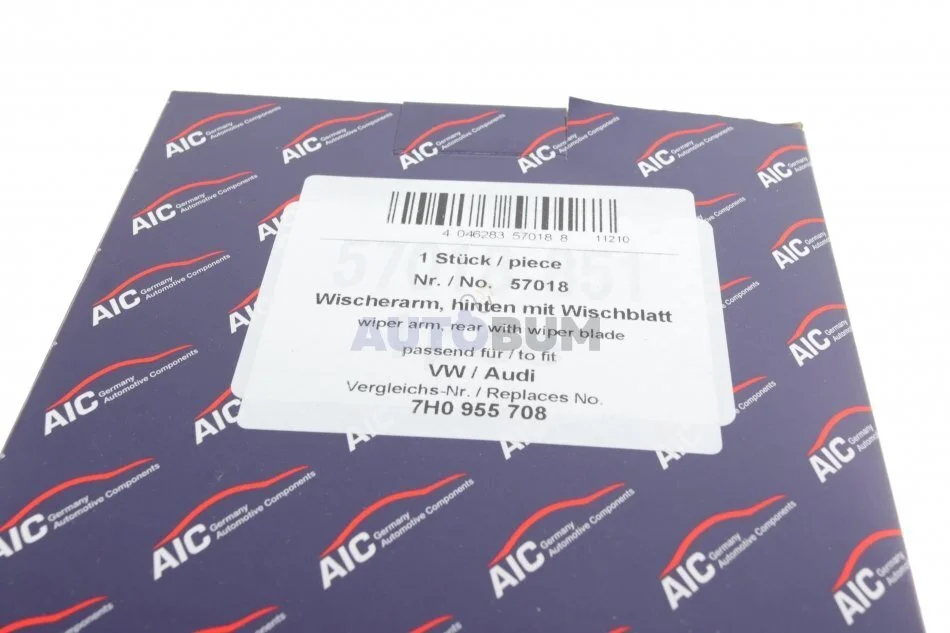 AIC Germany Automotive Components
4 046283 57018 8 11210
1 Stück / piece
Nr. / No. 57018
Wischerarm, hinten mit Wischblatt
wiper arm, rear with wiper blade
AUTOBUM
passend für / to fit
VW / Audi
Vergleichs-Nr. / Replaces No.
7H0 955 708